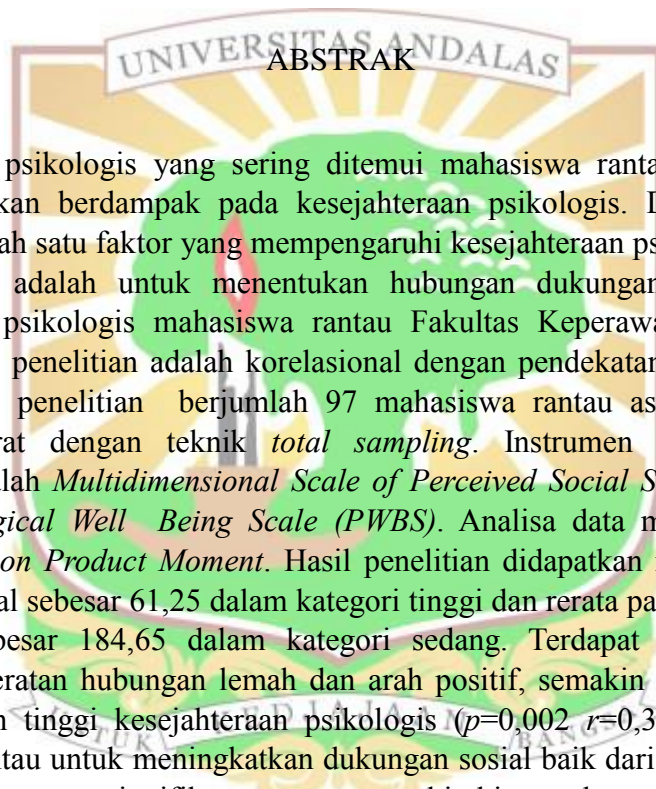 UNIVERSITAS ANDALAS
ABSTRAK
psikologis yang sering ditemui mahasiswa ranta
kan berdampak pada kesejahteraan psikologis. D
ah satu faktor yang mempengaruhi kesejahteraan ps
adalah untuk menentukan hubungan dukungan
psikologis mahasiswa rantau Fakultas Keperawa
penelitian adalah korelasional dengan pendekatan
penelitian berjumlah 97 mahasiswa rantau as
rat dengan teknik total sampling. Instrumen
lah Multidimensional Scale of Perceived Social S
gical Well Being Scale (PWBS). Analisa data m
on Product Moment. Hasil penelitian didapatkan
al sebesar 61,25 dalam kategori tinggi dan rerata pa
besar 184,65 dalam kategori sedang. Terdapat
eratan hubungan lemah dan arah positif, semakin
n tinggi kesejahteraan psikologis (p=0,002 r=0,3
tau untuk meningkatkan dukungan sosial baik dari
UNTUK KEDJAJAAN BANGSA